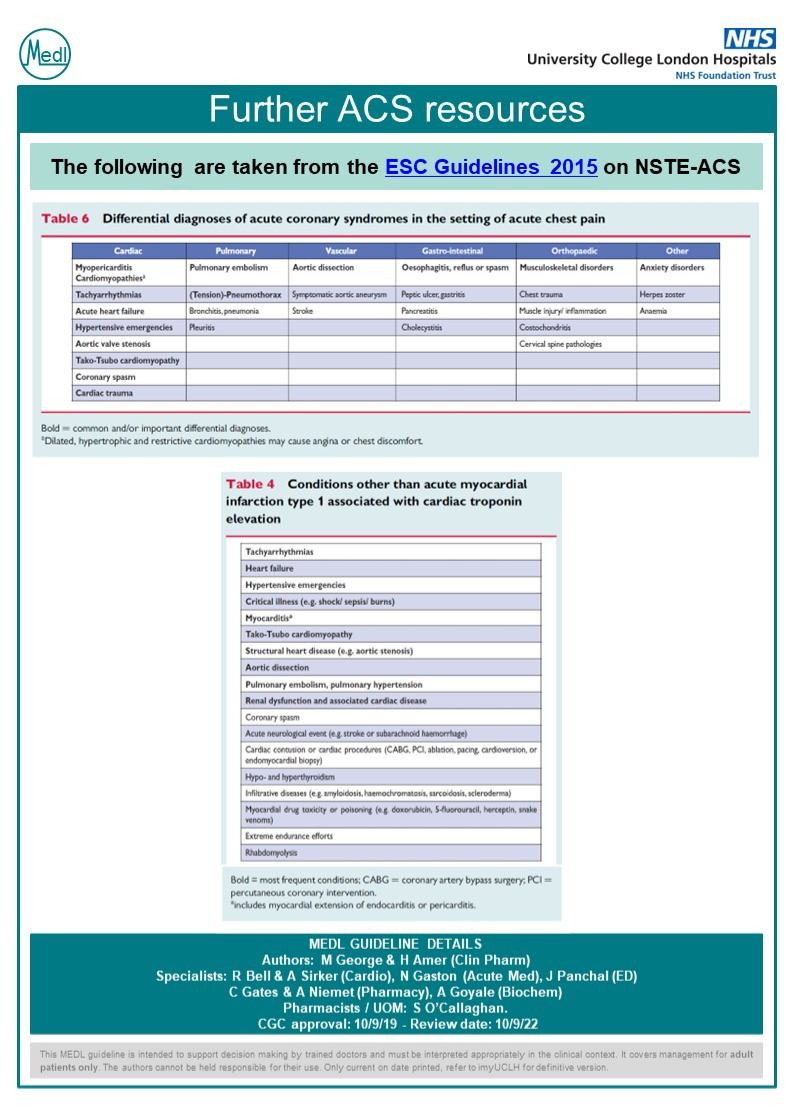 Medl
NHS
University College London Hospitals
NHS Foundation Trust
Further ACS resources
The following are taken from the ESC Guidelines 2015 on NSTE-ACS
Table 6 Differential diagnoses of acute coronary syndromes in the setting of acute chest pain
Cardiac Pulmonary Vascular Gastro-intestinal Orthopaedic Other
Myopericarditis
Cardiomyopathiesª Pulmonary embolism Aortic dissection Oesophagitis, reflus or spasm Musculoskeletal disorders Anxiety disorders
Tachyarrhythmias (Tension)-Pneumothorax Symptomatic aortic aneurysm Peptic ulcer, gastritis Chest trauma Herpes zoster
Acute heart failure Bronchitis, pneumonia Stroke Pancreatitis Muscle injury/ inflammation Anaemia
Hypertensive emergencies Pleuritis Cholecystitis Costochondritis
Aortic valve stenosis Cervical spine pathologies
Tako-Tsubo cardiomyopathy
Coronary spasm
Cardiac trauma
Bold = common and/or important differential diagnoses.
ªDilated, hypertrophic and restrictive cardiomyopathies may cause angina or chest discomfort.
Table 4 Conditions other than acute myocardial
infarction type 1 associated with cardiac troponin
elevation
Tachyarrhythmias
Heart failure
Hypertensive emergencies
Critical illness (e.g. shock/ sepsis/ burns)
Myocarditisª
Tako-Tsubo cardiomyopathy
Structural heart disease (e.g. aortic stenosis)
Aortic dissection
Pulmonary embolism, pulmonary hypertension
Renal dysfunction and associated cardiac disease
Coronary spasm
Acute neurological event (e.g. stroke or subarachnoid haemorrhage)
Cardiac contusion or cardiac procedures (CABG, PCI, ablation, pacing, cardioversion, or
endomyocardial biopsy)
Hypo- and hyperthyroidism
Infiltrative diseases (e.g. amyloidosis, haemochromatosis, sarcoidosis, scleroderma)
Myocardial drug toxicity or poisoning (e.g. doxorubicin, 5-fluorouracil, herceptin, snake
venoms)
Extreme endurance efforts
Rhabdomyolysis
Bold = most frequent conditions; CABG = coronary artery bypass surgery; PCI =
percutaneous coronary intervention.
ªincludes myocardial extension of endocarditis or pericarditis.
MEDL GUIDELINE DETAILS
Authors: M George & H Amer (Clin Pharm)
Specialists: R Bell & A Sirker (Cardio), N Gaston (Acute Med), J Panchal (ED)
C Gates & A Niemet (Pharmacy), A Goyale (Biochem)
Pharmacists / UOM: S O'Callaghan.
CGC approval: 10/9/19 - Review date: 10/9/22
This MEDL guideline is intended to support decision making by trained doctors and must be interpreted appropriately in the clinical context. It covers management for adult
patients only. The authors cannot be held responsible for their use. Only current on date printed, refer to imyUCLH for definitive version.